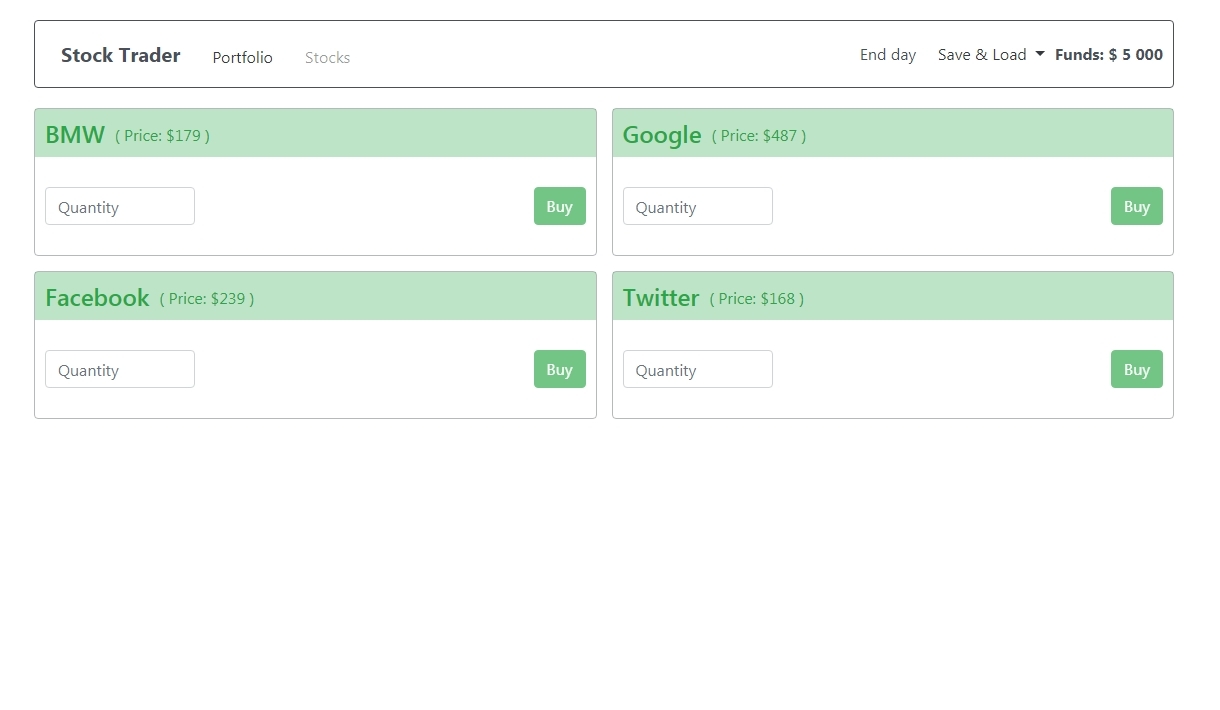 Stock Trader Portfolio Stocks End day Save & Load Funds: $ 5 000
BMW ( Price: $179 )
Quantity Buy
Google ( Price: $487 )
Quantity Buy
Facebook ( Price: $239 )
Quantity Buy
Twitter ( Price: $168 )
Quantity Buy